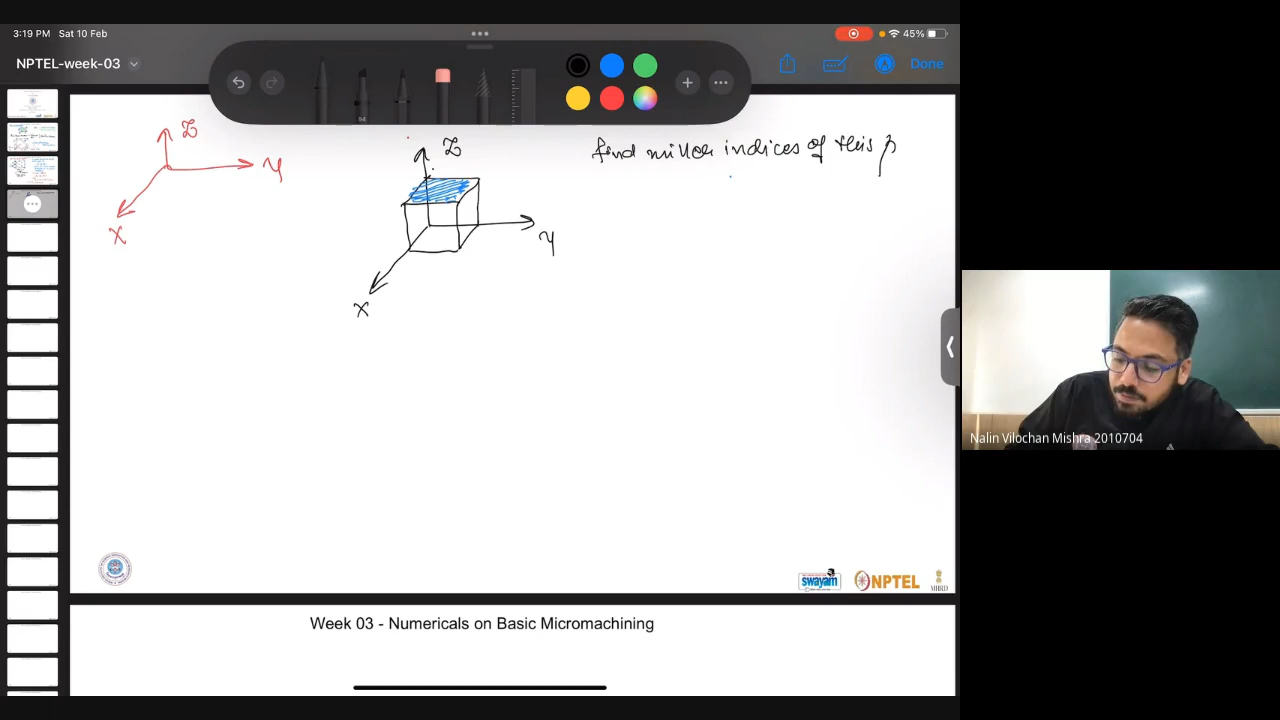 3:19 PM Sat 10 Feb
45%
NPTEL-week-03
Done
Z
Y
X
Z
Y
X
find miller indices of this p
Nalin Vilochan Mishra 2010704
swayam
NPTEL
MHRD
Week 03 - Numericals on Basic Micromachining